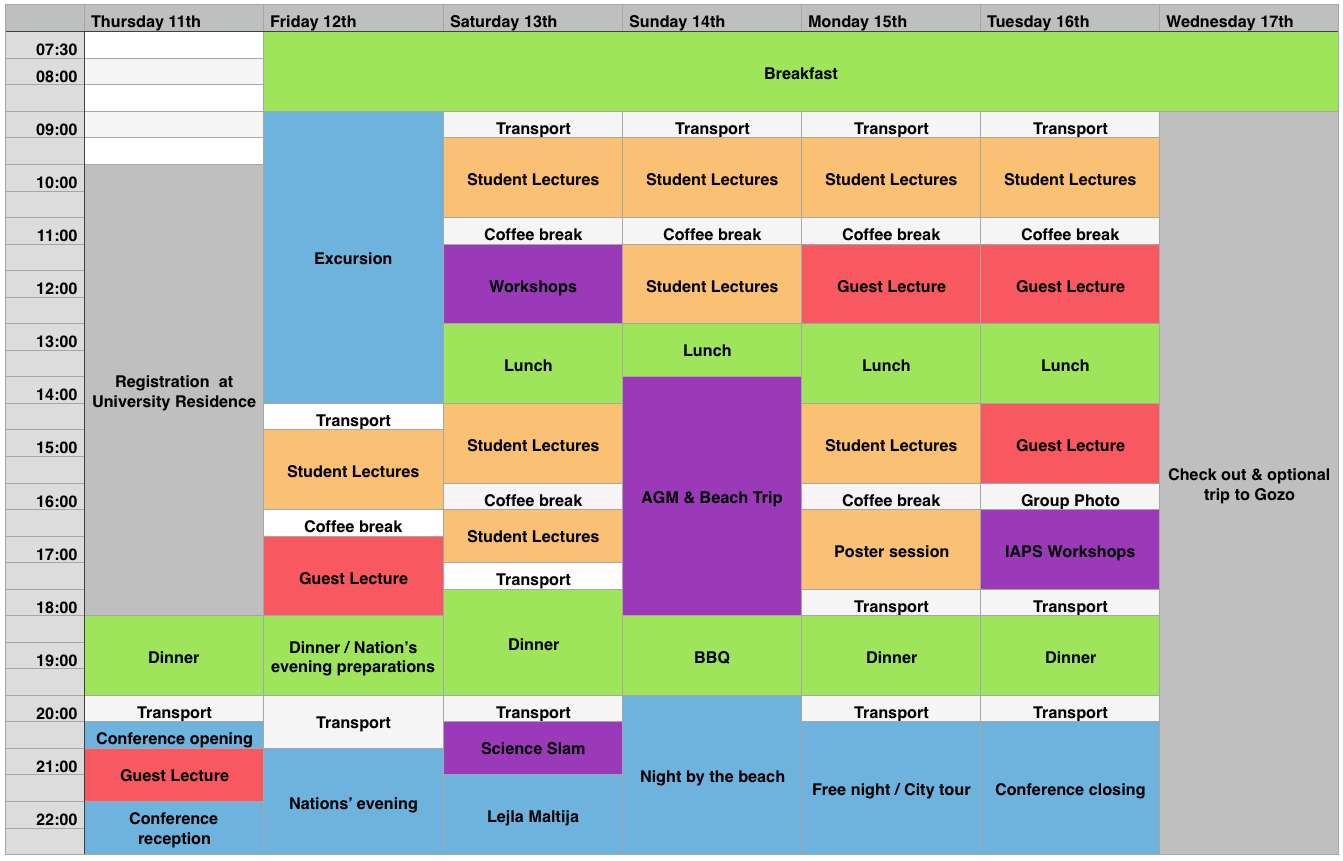 Thursday 11th Friday 12th Saturday 13th Sunday 14th Monday 15th Tuesday 16th Wednesday 17th
07:30
08:00
Breakfast
09:00 Transport Transport Transport Transport
10:00 Student Lectures Student Lectures Student Lectures Student Lectures
11:00 Coffee break Coffee break Coffee break Coffee break
Excursion
12:00 Workshops Student Lectures Guest Lecture Guest Lecture
13:00 Lunch Lunch Lunch Lunch
Registration at
University Residence
14:00
Transport
15:00 Student Lectures Student Lectures Student Lectures Guest Lecture
Check out & optional
trip to Gozo
AGM & Beach Trip
16:00 Coffee break Coffee break Group Photo
Coffee break Student Lectures
17:00 Poster session IAPS Workshops
Guest Lecture Transport
18:00 Transport Transport
Dinner
19:00 Dinner Dinner / Nation's
evening preparations BBQ Dinner Dinner
20:00 Transport Transport Transport Transport Transport
Conference opening Science Slam
21:00 Guest Lecture Night by the beach
Nations' evening Free night / City tour Conference closing
22:00 Conference
reception Lejla Maltija